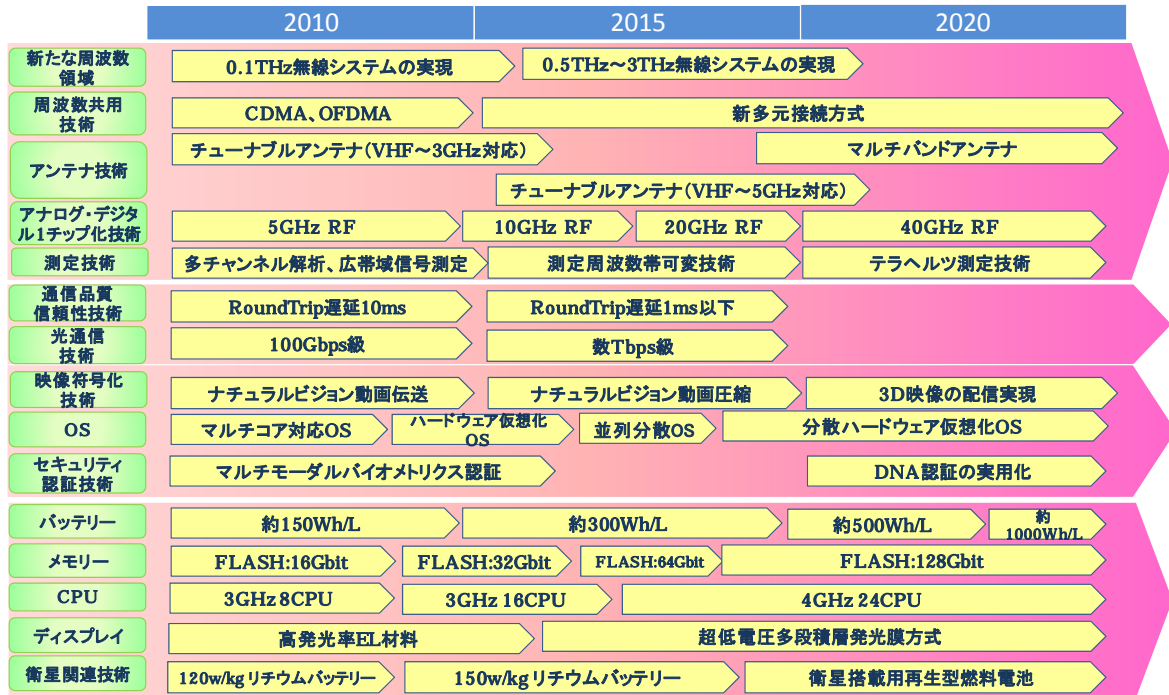 2010 2015 2020
新たな周波数
領域
0.1THz無線システムの実現
0.5THz～3THz無線システムの実現
周波数共用
技術
CDMA、OFDMA
新多元接続方式
アンテナ技術
チューナブルアンテナ(VHF～3GHz対応)
マルチバンドアンテナ
チューナブルアンテナ(VHF～5GHz対応)
アナログ・デジタ
ル1チップ化技術
5GHz RF
10GHz RF
20GHz RF
40GHz RF
測定技術
多チャンネル解析、広帯域信号測定
測定周波数帯可変技術
テラヘルツ測定技術
通信品質
信頼性技術
RoundTrip遅延10ms
RoundTrip遅延1ms以下
光通信
技術
100Gbps級
数Tbps級
映像符号化
技術
ナチュラルビジョン動画伝送
ナチュラルビジョン動画圧縮
3D映像の配信実現
OS
マルチコア対応OS
ハードウェア仮想化
OS
並列分散OS
分散ハードウェア仮想化OS
セキュリティ
認証技術
マルチモーダルバイオメトリクス認証
DNA認証の実用化
バッテリー
約150Wh/L
約300Wh/L
約500Wh/L
約
1000Wh/L
メモリー
FLASH:16Gbit
FLASH:32Gbit
FLASH:64Gbit
FLASH:128Gbit
CPU
3GHz 8CPU
3GHz 16CPU
4GHz 24CPU
ディスプレイ
高発光率EL材料
超低電圧多段積層発光膜方式
衛星関連技術
120w/kgリチウムバッテリー
150w/kgリチウムバッテリー
衛星搭載用再生型燃料電池